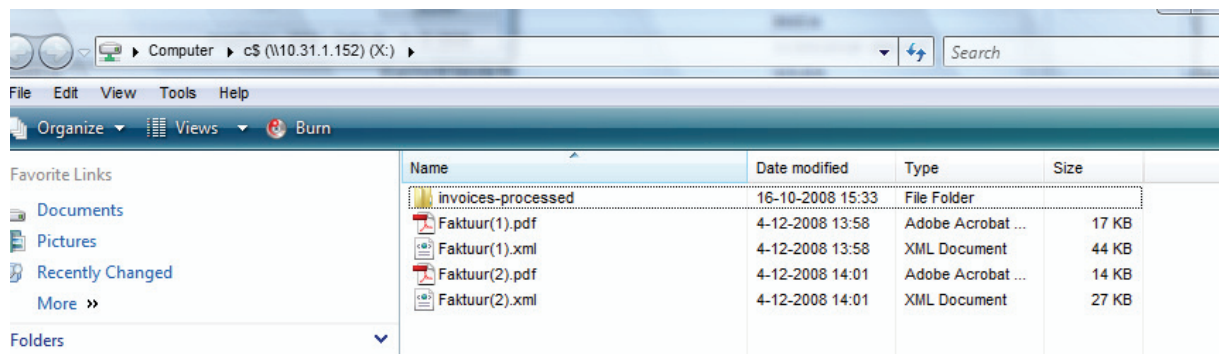 Computer c$ (\\10.31.1.152) (X:) Search
File Edit View Tools Help
Organize Views Burn
Favorite Links
Documents
Pictures
Recently Changed
More »
Folders
Name Date modified Type Size
invoices-processed 16-10-2008 15:33 File Folder
Faktuur(1).pdf 4-12-2008 13:58 Adobe Acrobat ... 17 KB
Faktuur(1).xml 4-12-2008 13:58 XML Document 44 KB
Faktuur(2).pdf 4-12-2008 14:01 Adobe Acrobat ... 14 KB
Faktuur(2).xml 4-12-2008 14:01 XML Document 27 KB